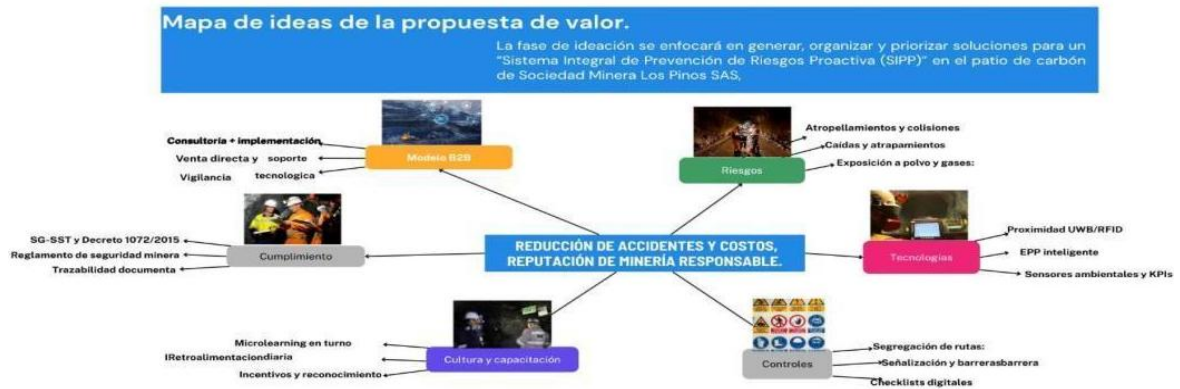 Mapa de ideas de la propuesta de valor.
La fase de ideación se enfocará en generar, organizar y priorizar soluciones para un
"Sistema Integral de Prevención de Riesgos Proactiva (SIPP)" en el patio de carbón
de Sociedad Minera Los Pinos SAS,
Consultoría + implementación
Venta directa y soporte
Vigilancia tecnologica
Modelo B2B
Atropellamientos y colisiones
Caídas y atrapamientos
Exposición a polvo y gases:
Riesgos
SG-SST y Decreto 1072/2015
Reglamento de seguridad minera
Trazabilidad documenta
Cumplimiento
REDUCCIÓN DE ACCIDENTES Y COSTOS,
REPUTACIÓN DE MINERÍA RESPONSABLE.
Proximidad UWB/RFID
EPP inteligente
Sensores ambientales y KPIs
Tecnologías
Microlearning en turno
IRetroalimentaciondiaria
Incentivos y reconocimiento
Cultura y capacitación
Segregación de rutas:
Señalización y barrerasbarrera
Checklists digitales
Controles